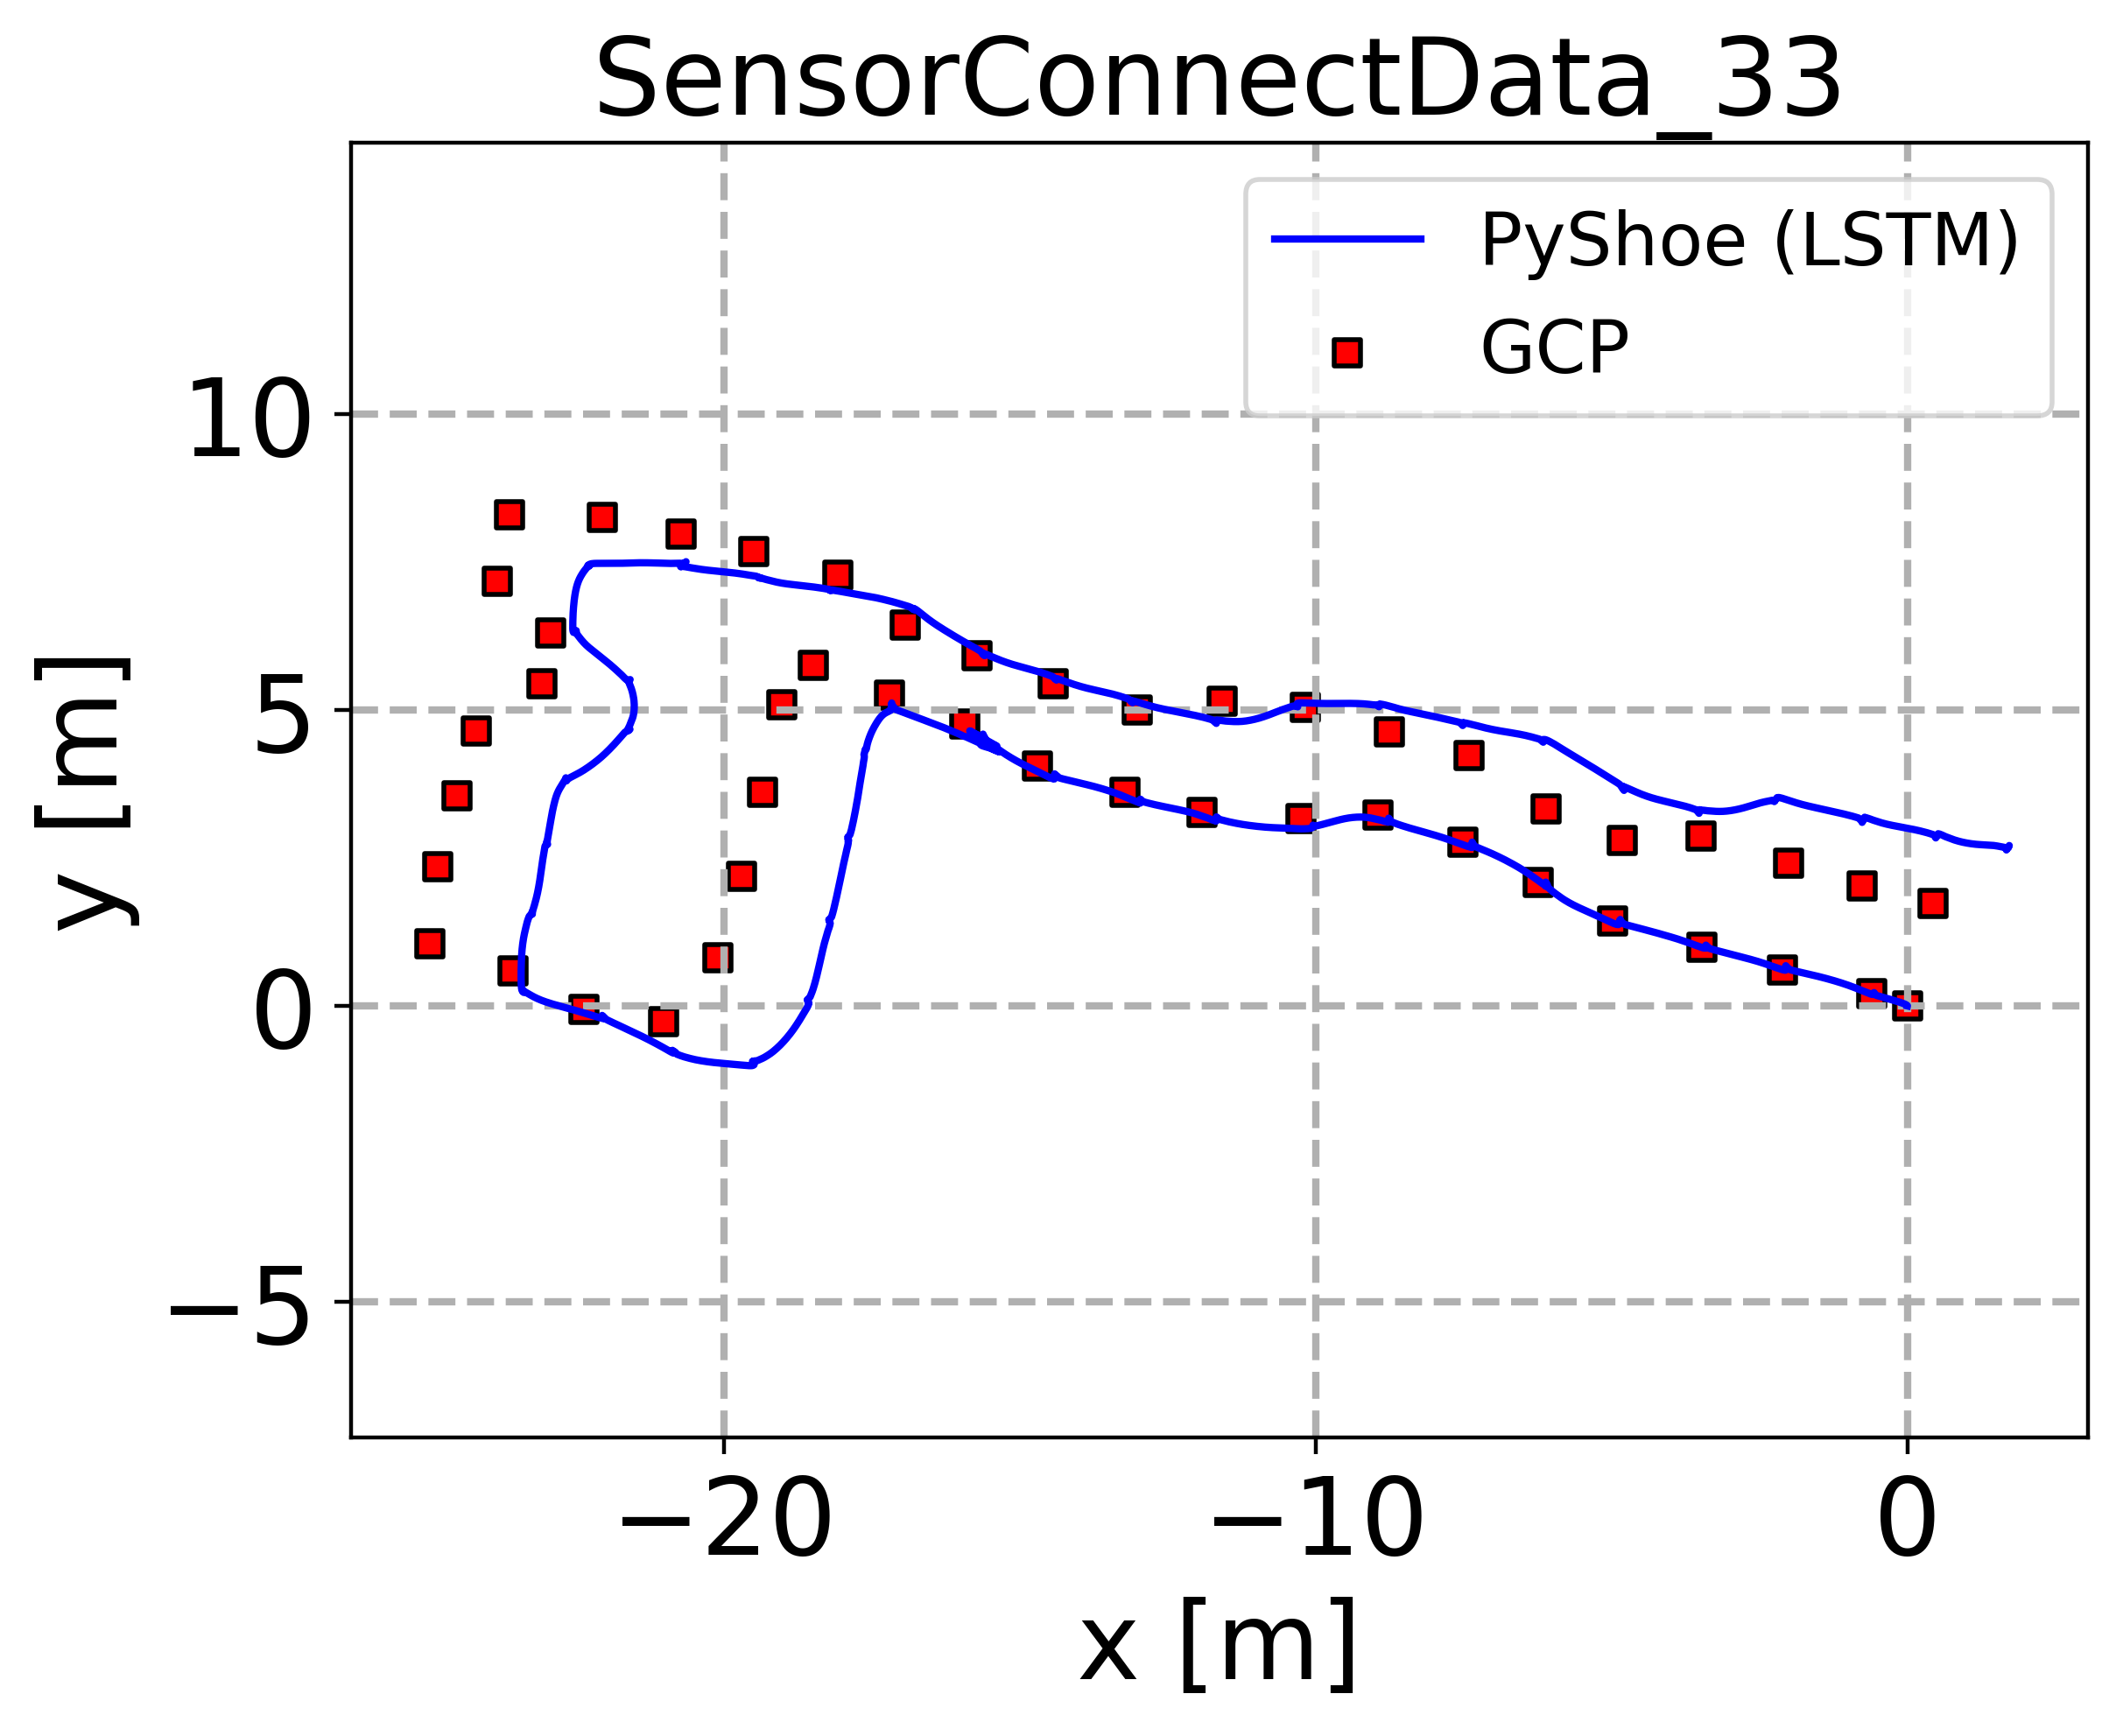 SensorConnectData_33
PyShoe (LSTM)
GCP
10
5
0
−5
y [m]
−20
−10
0
x [m]